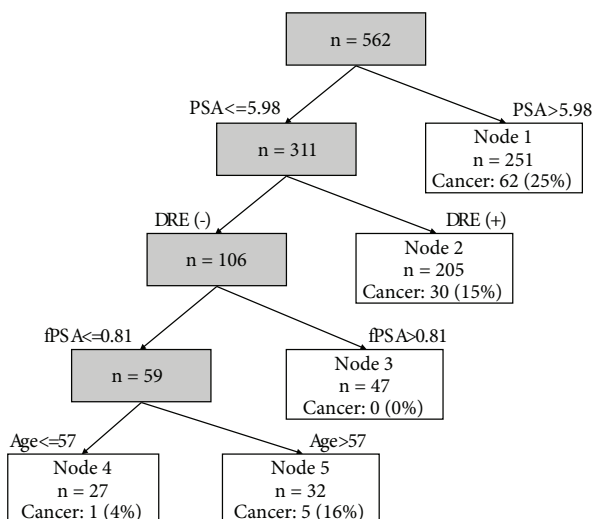 n = 562
PSA<=5.98
PSA>5.98
n = 311
Node 1
n = 251
Cancer: 62 (25%)
DRE (-)
DRE (+)
n = 106
Node 2
n = 205
Cancer: 30 (15%)
fPSA<=0.81
fPSA>0.81
n = 59
Node 3
n = 47
Cancer: 0 (0%)
Age<=57
Age>57
Node 4
n = 27
Cancer: 1 (4%)
Node 5
n = 32
Cancer: 5 (16%)